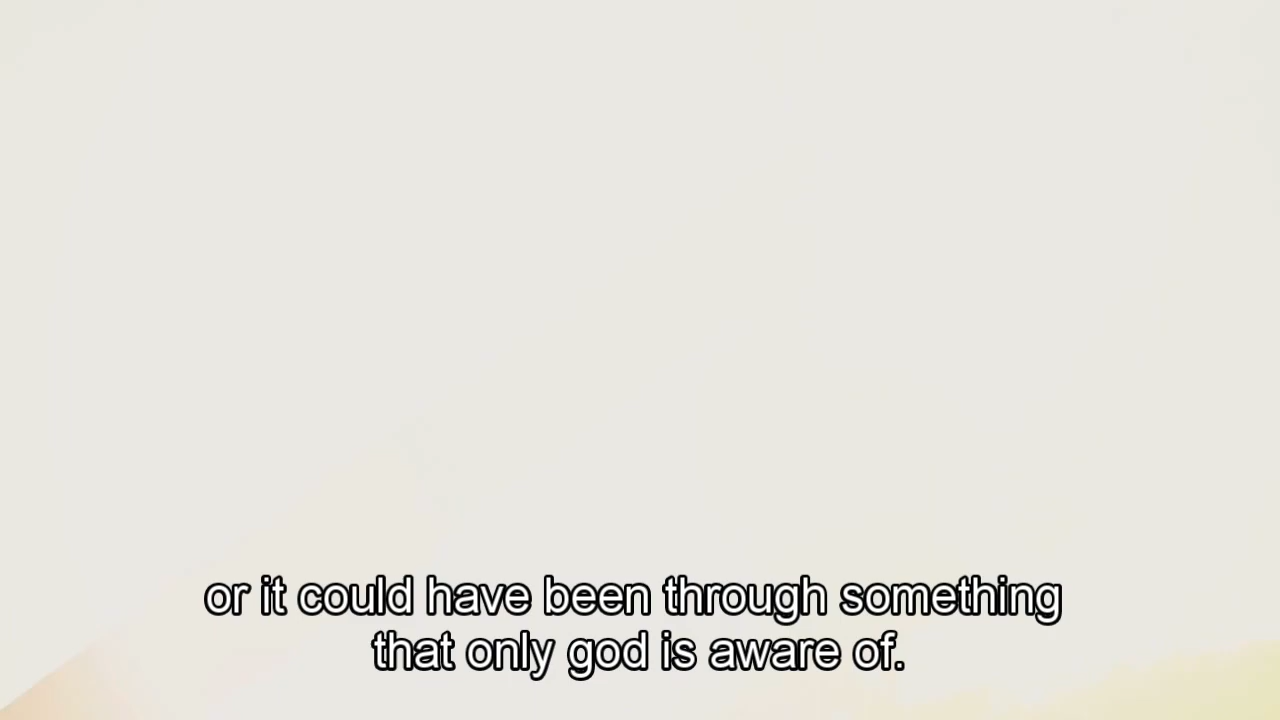 or it could have been through something
that only god is aware of.